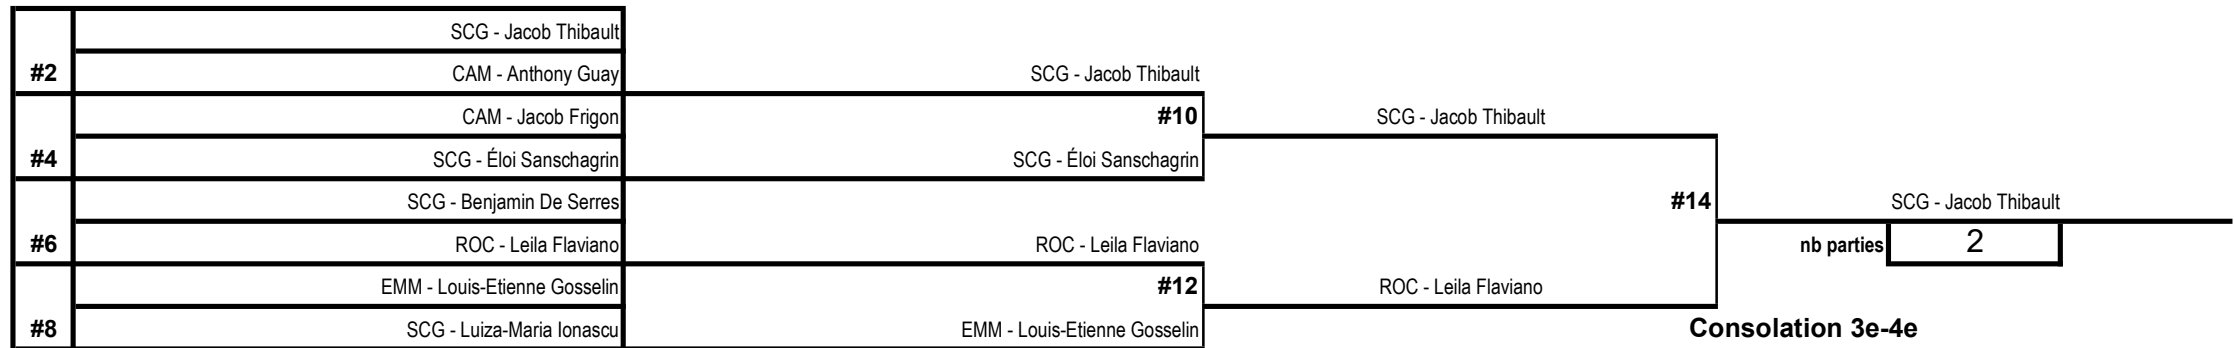 SCG - Jacob Thibault
#2 CAM - Anthony Guay SCG - Jacob Thibault
CAM - Jacob Frigon #10 SCG - Jacob Thibault
#4 SCG - Éloi Sanschagrin SCG - Éloi Sanschagrin
SCG - Benjamin De Serres #14 SCG - Jacob Thibault
#6 ROC - Leila Flaviano ROC - Leila Flaviano nb parties 2
EMM - Louis-Etienne Gosselin #12 ROC - Leila Flaviano
#8 SCG - Luiza-Maria Ionascu EMM - Louis-Etienne Gosselin Consolation 3e-4e